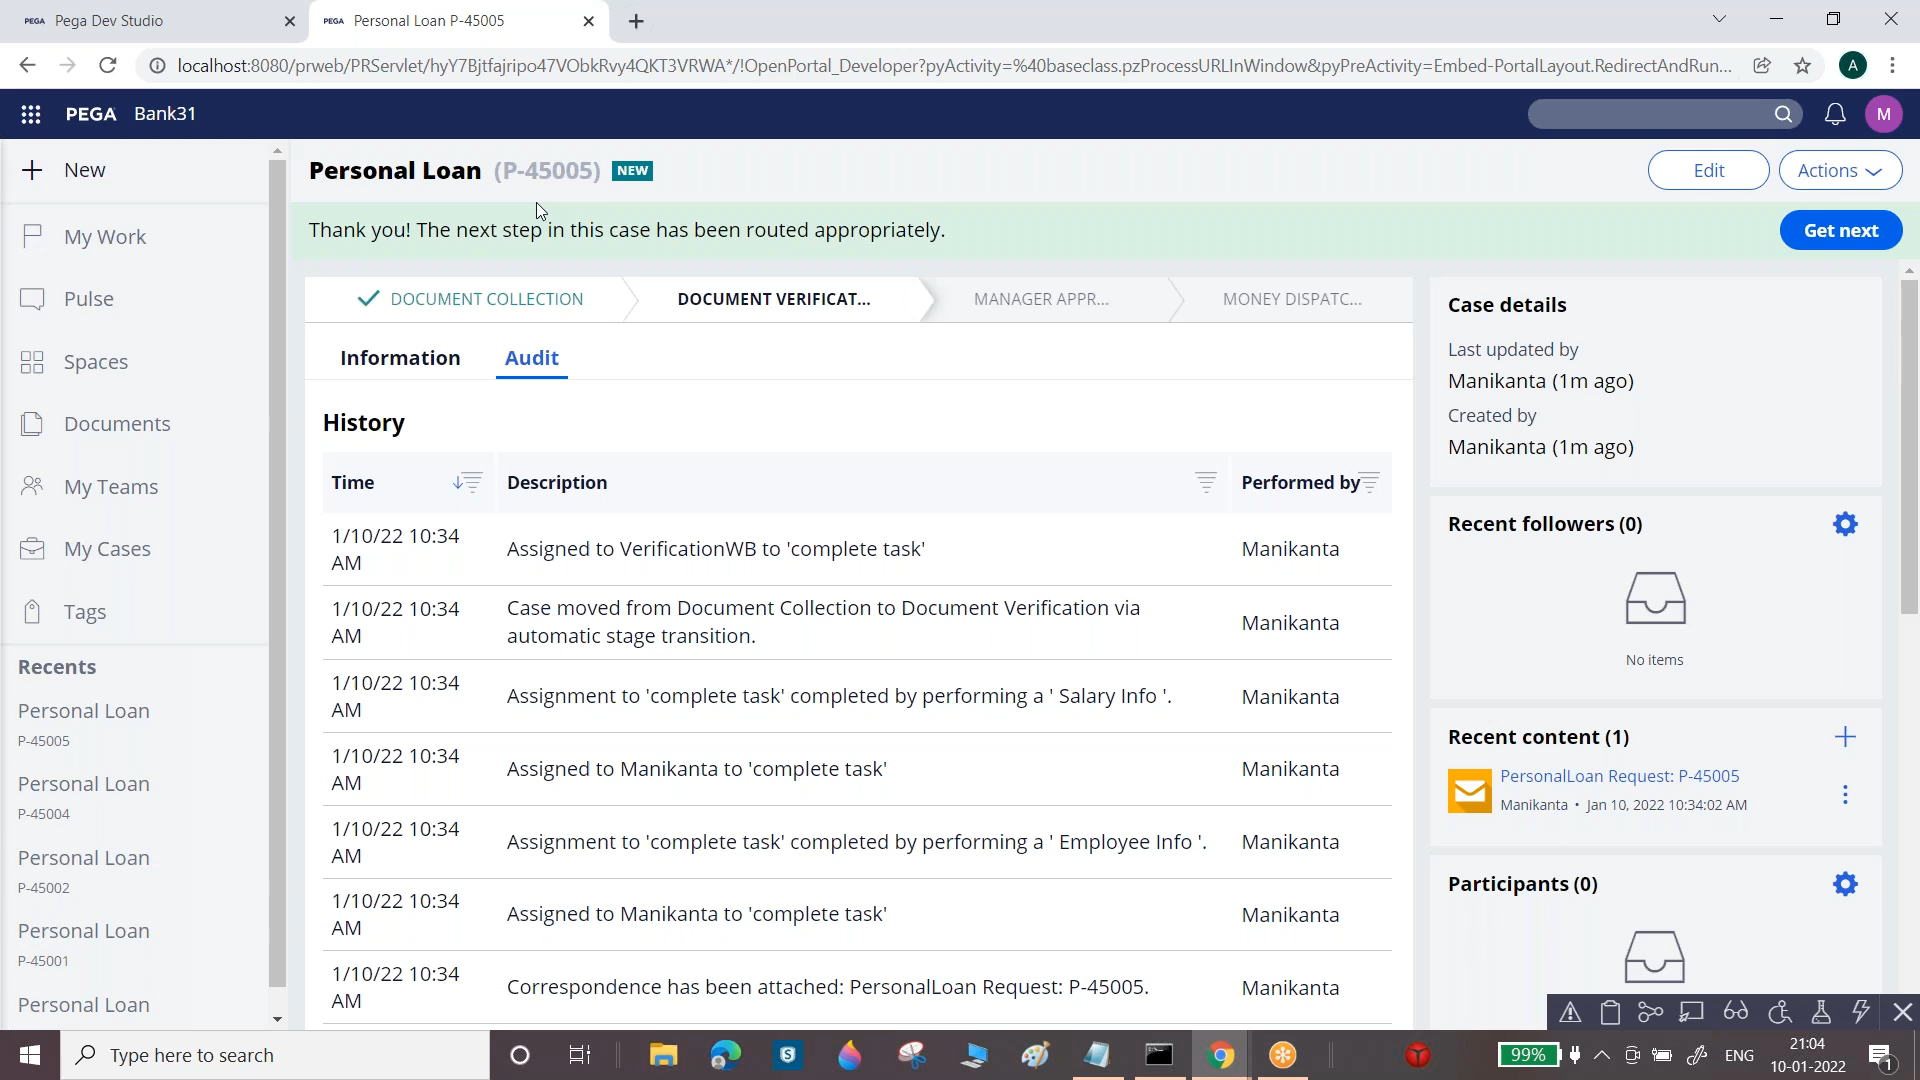 PEGA Pega Dev Studio
PEGA Personal Loan P-45005
localhost:8080/prweb/PRServlet/hyY7Bjtfajripo47VObkRvy4QKT3VRWA*/!OpenPortal_Developer?pyActivity=%40baseclass.pzProcessURLInWindow&pyPreActivity=Embed-PortalLayout.RedirectAndRun...
A
PEGA Bank31
M
New
My Work
Pulse
Spaces
Documents
My Teams
My Cases
Tags
Recents
Personal Loan
P-45005
Personal Loan
P-45004
Personal Loan
P-45002
Personal Loan
P-45001
Personal Loan
Personal Loan (P-45005) NEW
Edit
Actions
Thank you! The next step in this case has been routed appropriately.
Get next
DOCUMENT COLLECTION
DOCUMENT VERIFICAT...
MANAGER APPR...
MONEY DISPATC...
Information
Audit
History
Time Description Performed by
1/10/22 10:34
AM
Assigned to VerificationWB to 'complete task'
Manikanta
1/10/22 10:34
AM
Case moved from Document Collection to Document Verification via
automatic stage transition.
Manikanta
1/10/22 10:34
AM
Assignment to 'complete task' completed by performing a ' Salary Info '.
Manikanta
1/10/22 10:34
AM
Assigned to Manikanta to 'complete task'
Manikanta
1/10/22 10:34
AM
Assignment to 'complete task' completed by performing a ' Employee Info '.
Manikanta
1/10/22 10:34
AM
Assigned to Manikanta to 'complete task'
Manikanta
1/10/22 10:34
AM
Correspondence has been attached: PersonalLoan Request: P-45005.
Manikanta
Case details
Last updated by
Manikanta (1m ago)
Created by
Manikanta (1m ago)
Recent followers (0)
No items
Recent content (1)
PersonalLoan Request: P-45005
Manikanta • Jan 10, 2022 10:34:02 AM
Participants (0)
Type here to search
99%
ENG
21:04
10-01-2022
1